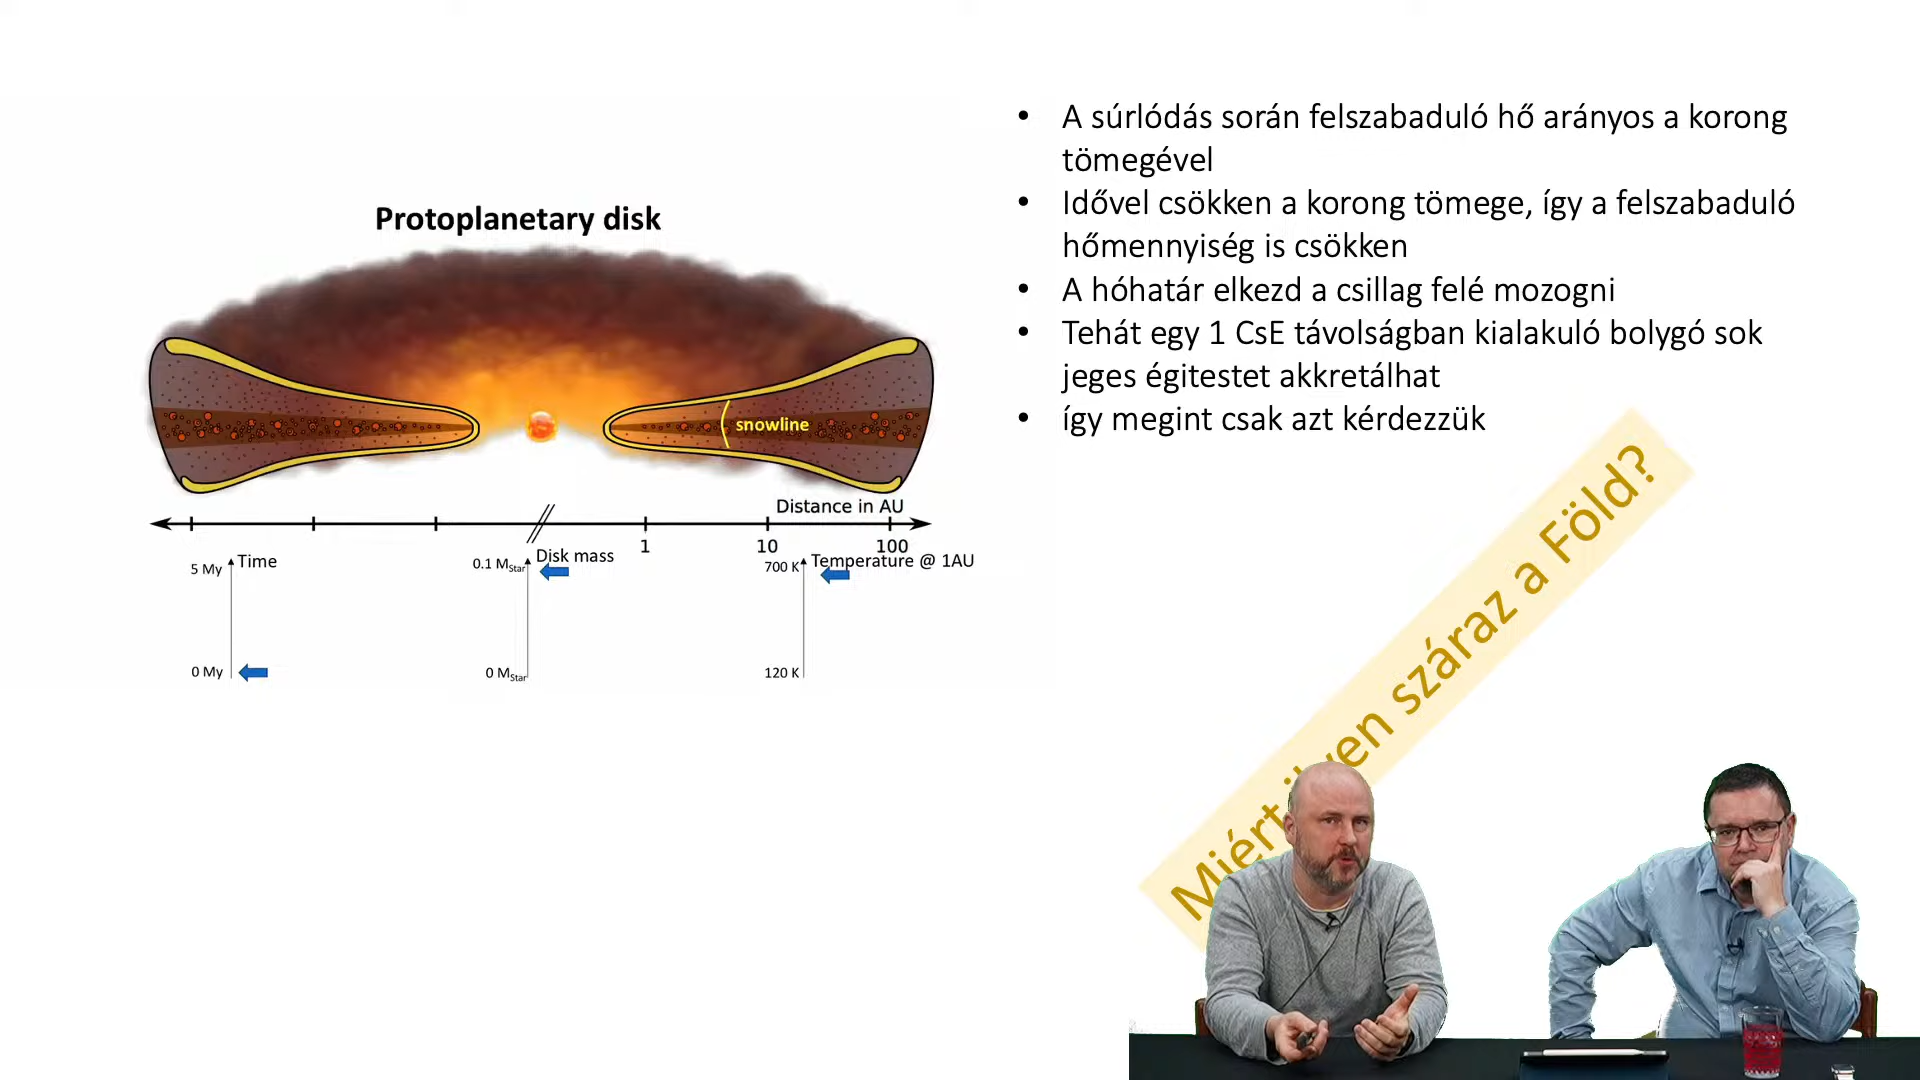 Protoplanetary disk
snowline
Distance in AU
1
10
100
5 My
Time
0 My
0.1 MStar
Disk mass
0 MStar
700 K
Temperature @ 1AU
120 K
• A súrlódás során felszabaduló hő arányos a korong
tömegével
• Idővel csökken a korong tömege, így a felszabaduló
hőmennyiség is csökken
• A hóhatár elkezd a csillag felé mozogni
• Tehát egy 1 CsE távolságban kialakuló bolygó sok
jeges égitestet akkretálhat
• így megint csak azt kérdezzük
Miért ilyen száraz a Föld?